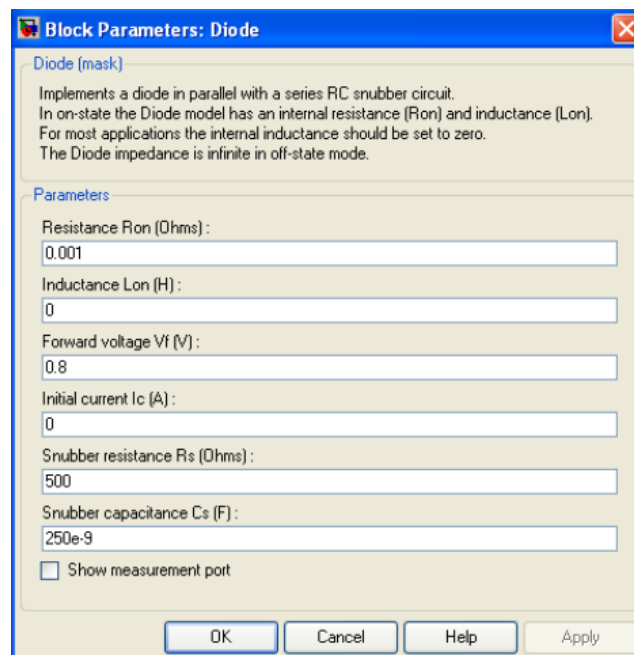 Block Parameters: Diode
Diode (mask)
Implements a diode in parallel with a series RC snubber circuit.
In on-state the Diode model has an internal resistance (Ron) and inductance (Lon).
For most applications the internal inductance should be set to zero.
The Diode impedance is infinite in off-state mode.
Parameters
Resistance Ron (Ohms) :
0.001
Inductance Lon (H) :
0
Forward voltage Vf (V) :
0.8
Initial current Ic (A) :
0
Snubber resistance Rs (Ohms) :
500
Snubber capacitance Cs (F) :
250e-9
Show measurement port
OK Cancel Help Apply